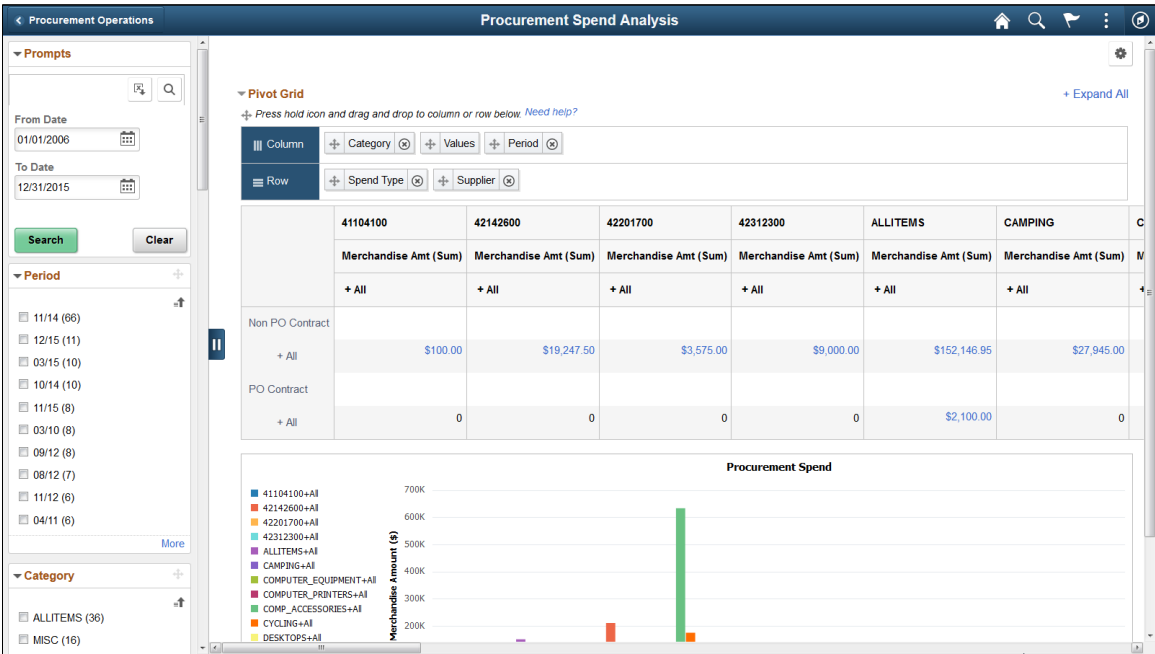 Procurement Operations
Procurement Spend Analysis
Prompts
From Date
01/01/2006
To Date
12/31/2015
Search Clear
Period
11/14 (66)
12/15 (11)
03/15 (10)
10/14 (10)
11/15 (8)
03/10 (8)
09/12 (8)
08/12 (7)
11/12 (6)
04/11 (6)
More
Category
ALLITEMS (36)
MISC (16)
Pivot Grid
+ Expand All
Press hold icon and drag and drop to column or row below. Need help?
Column Category Values Period
Row Spend Type Supplier
41104100 42142600 42201700 42312300 ALLITEMS CAMPING C
Merchandise Amt (Sum) Merchandise Amt (Sum) Merchandise Amt (Sum) Merchandise Amt (Sum) Merchandise Amt (Sum) Merchandise Amt (Sum) M
+ All + All + All + All + All + All +
Non PO Contract
+ All $100.00 $19,247.50 $3,575.00 $9,000.00 $152,146.95 $27,945.00
PO Contract
+ All 0 0 0 0 $2,100.00 0
Procurement Spend
41104100+All
42142600+All
42201700+All
42312300+All
ALLITEMS+All
CAMPING+All
COMPUTER_EQUIPMENT+All
COMPUTER_PRINTERS+All
COMP_ACCESSORIES+All
CYCLING+All
DESKTOPS+All
Merchandise Amount ($)
700K
600K
500K
400K
300K
200K